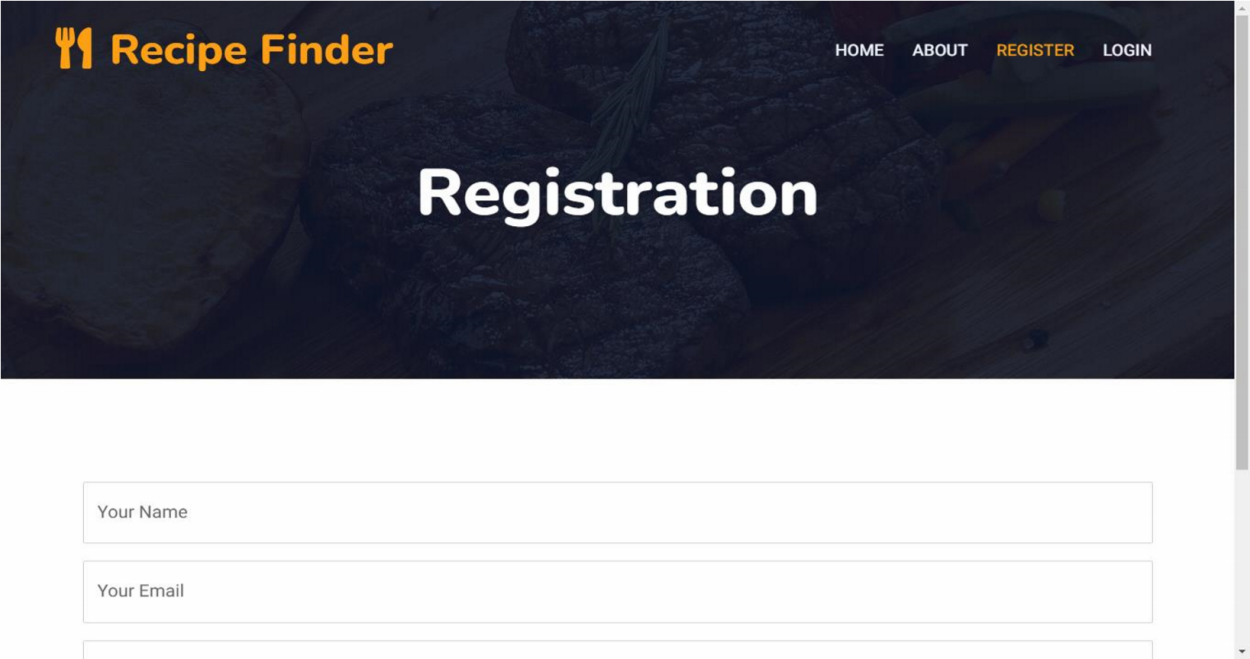 Recipe Finder
HOME ABOUT REGISTER LOGIN
Registration
Your Name
Your Email